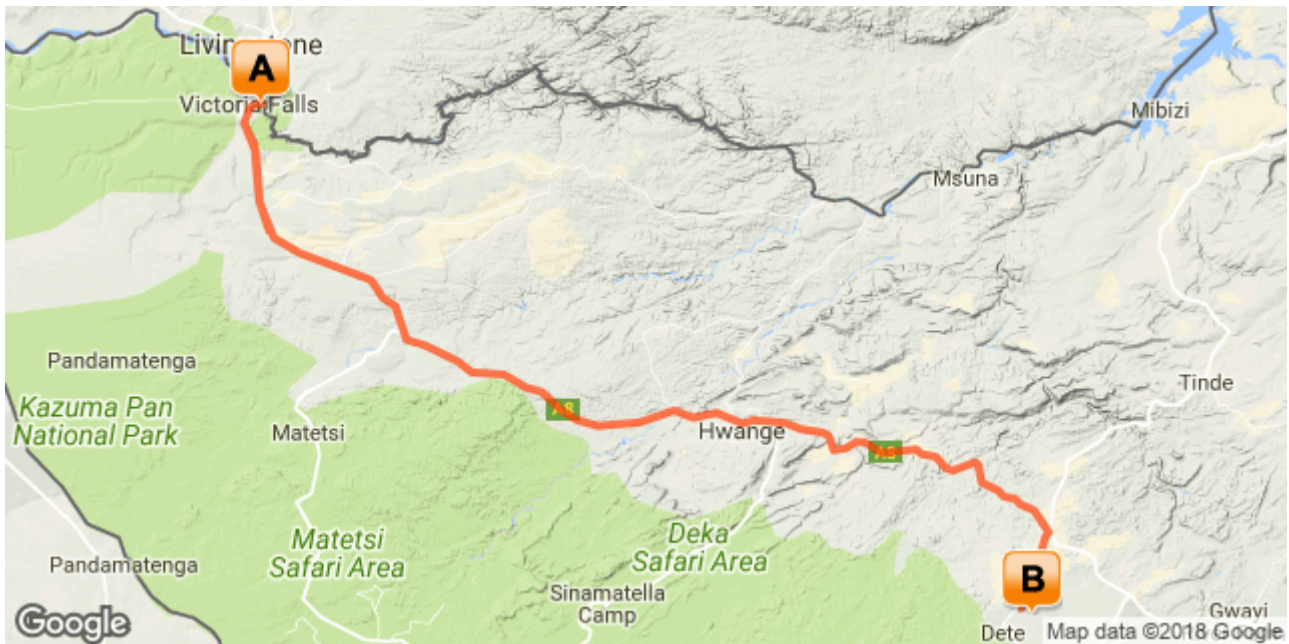 Livingstone
A
Victoria Falls
Mibizi
Msuna
Pandamatenga
Kazuma Pan
National Park
Tinde
A8
Matetsi
Hwange
A8
Matetsi
Safari Area
Deka
Safari Area
Pandamatenga
B
Sinamatella
Camp
Gwayi
Google
Dete
Map data ©2018 Google